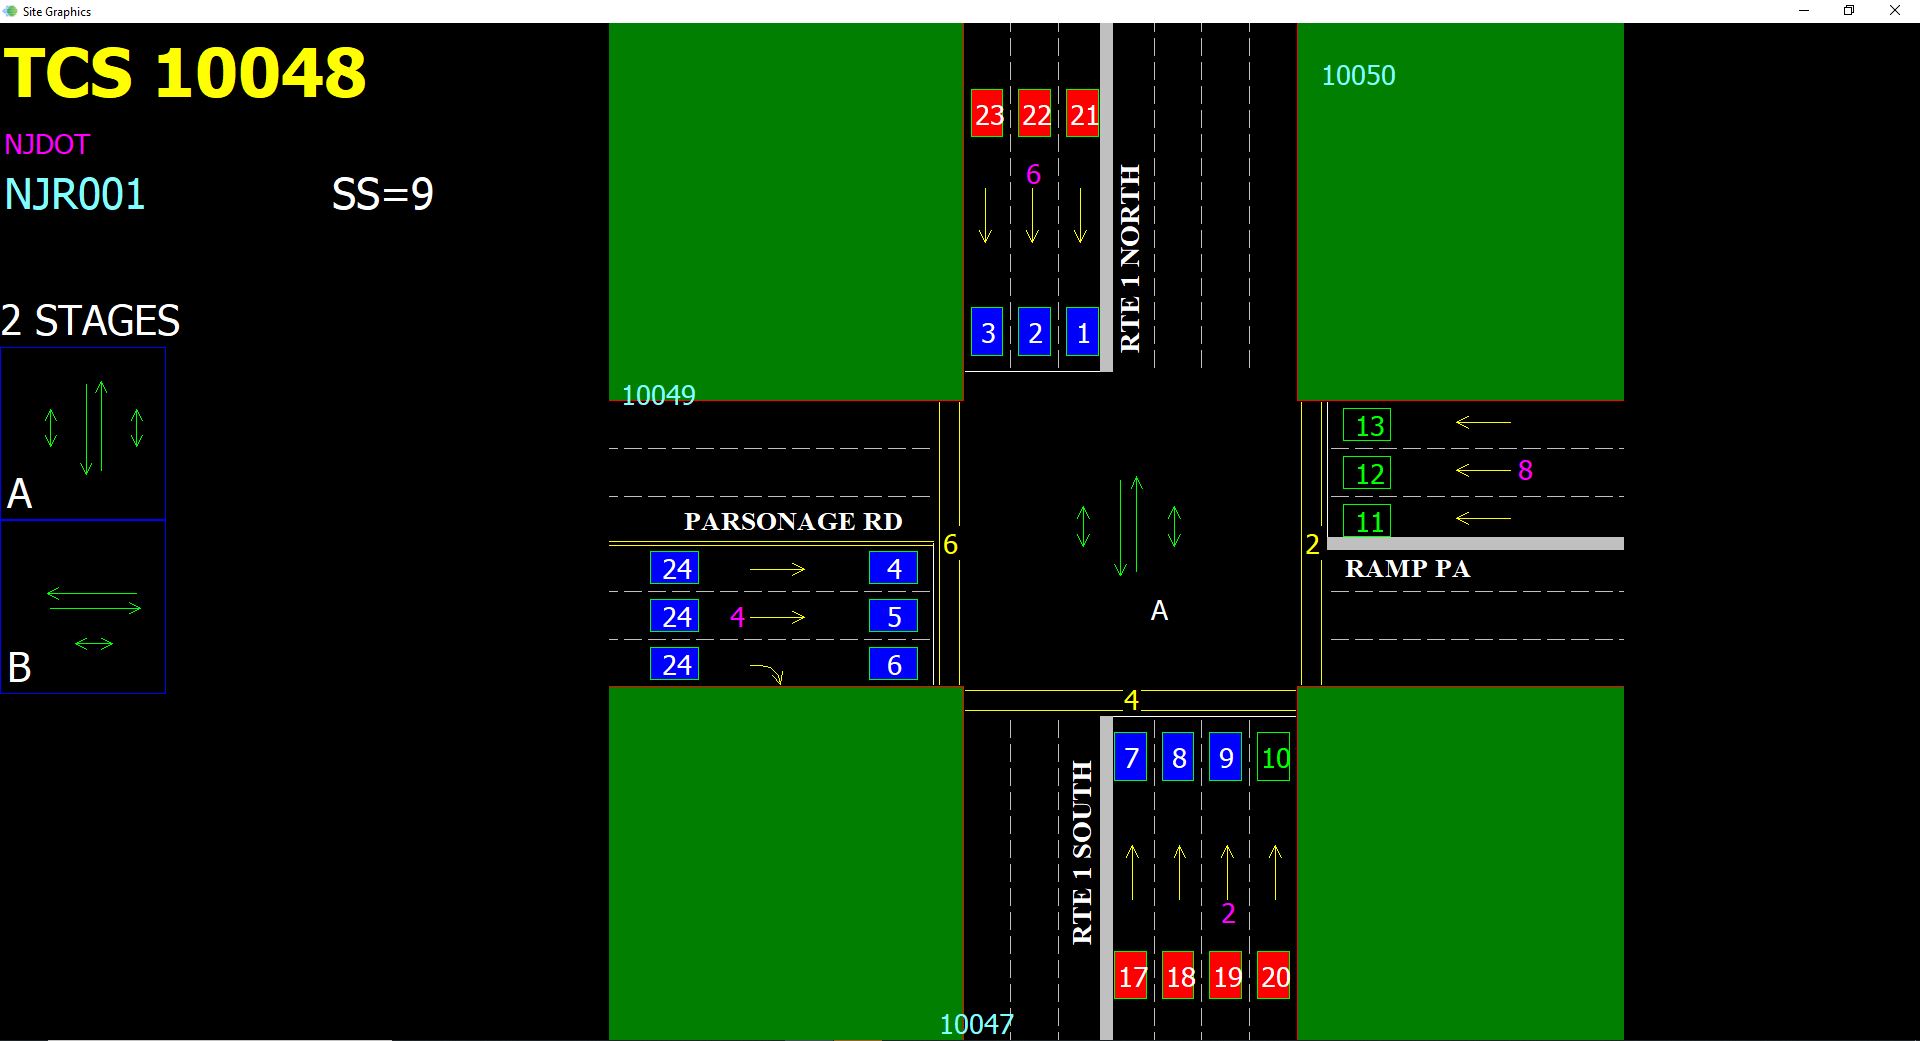 Site Graphics
TCS 10048
NJDOT
NJR001 SS=9
2 STAGES
A
B
10050
23 22 21
6
RTE 1 NORTH
3 2 1
10049
13
12 8
11
PARSONAGE RD
6
2
RAMP PA
24 4
24 4 5
24 6
A
4
7 8 9 10
RTE 1 SOUTH
2
17 18 19 20
10047